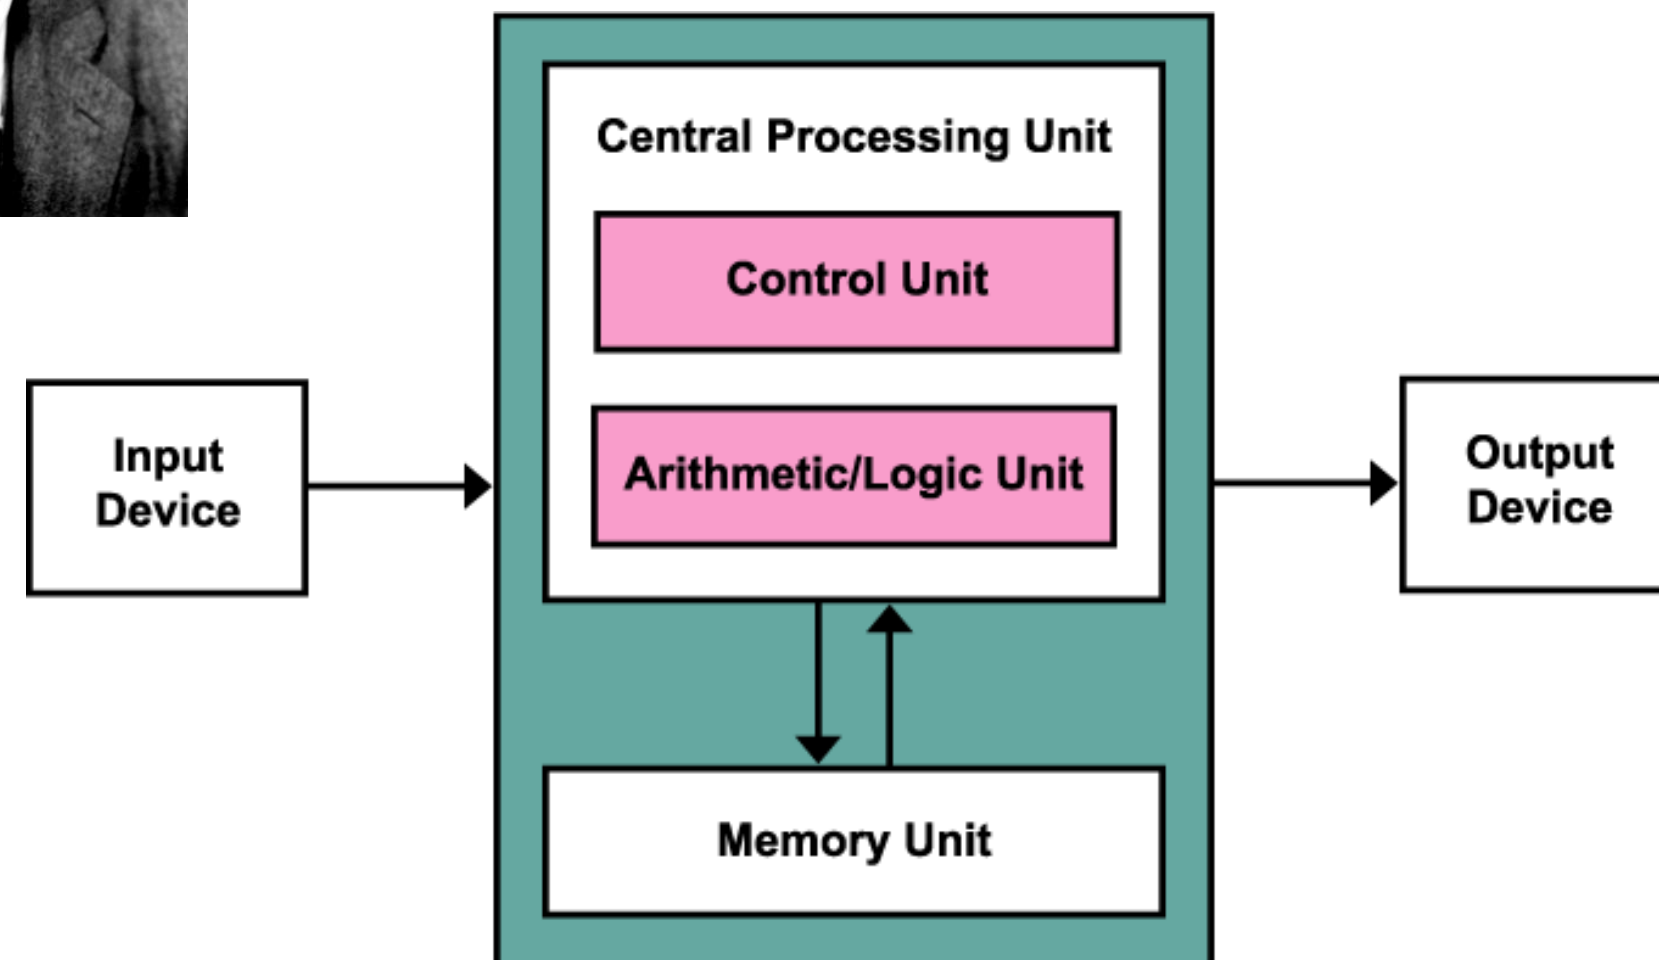 Central Processing Unit
Control Unit
Arithmetic/Logic Unit
Input
Device
Output
Device
Memory Unit